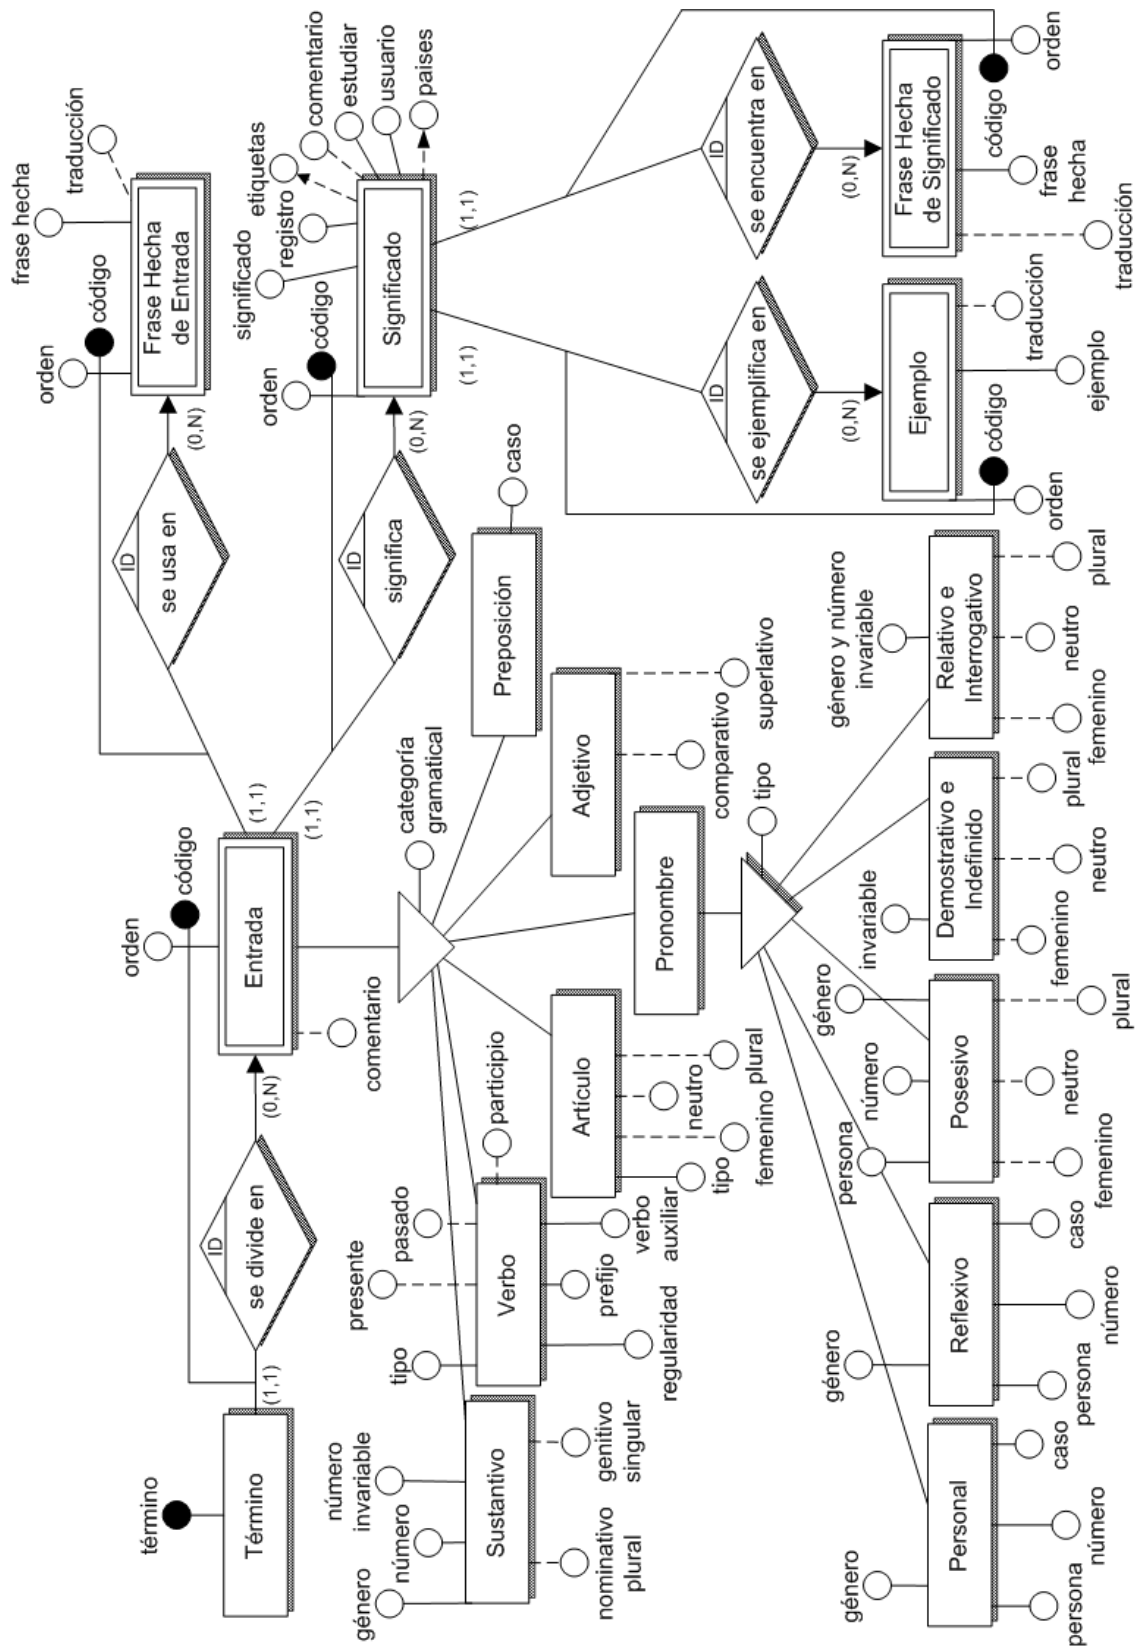 término
Término
(1,1)
ID
se divide en
(0,N)
orden
código
Entrada
comentario
(1,1)
(1,1)
ID
se usa en
(0,N)
orden
código
frase hecha
traducción
Frase Hecha
de Entrada
ID
significa
(0,N)
orden
código
significado
registro
etiquetas
comentario
estudiar
usuario
paises
Significado
(1,1)
(1,1)
categoría
gramatical
género
número
número
invariable
Sustantivo
nominativo
plural
genitivo
singular
tipo
presente
pasado
participio
Verbo
regularidad
prefijo
verbo
auxiliar
Artículo
tipo
femenino
neutro
plural
Pronombre
Adjetivo
comparativo
superlativo
Preposición
caso
tipo
ID
se ejemplifica en
(0,N)
Ejemplo
orden
código
ejemplo
traducción
ID
se encuentra en
(0,N)
Frase Hecha
de Significado
traducción
frase
hecha
código
orden
género
Personal
persona
número
caso
género
Reflexivo
persona
número
caso
persona
número
género
Posesivo
femenino
neutro
plural
invariable
Demostrativo e
Indefinido
femenino
neutro
plural
género y número
invariable
Relativo e
Interrogativo
femenino
neutro
plural